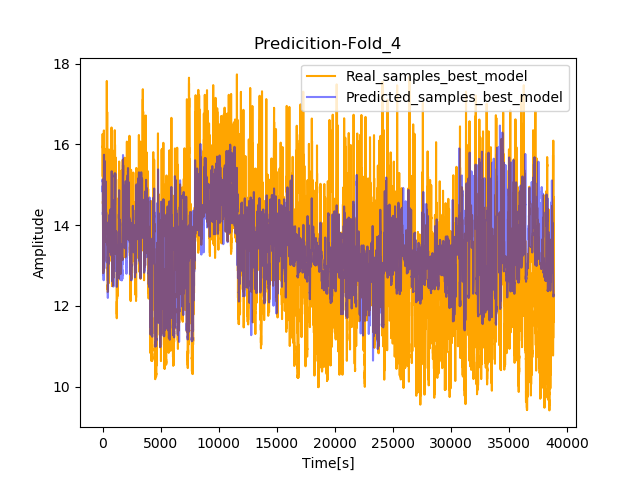 Predicition-Fold_4
Real_samples_best_model
Predicted_samples_best_model
18
16
14
12
10
Amplitude
0 5000 10000 15000 20000 25000 30000 35000 40000
Time[s]